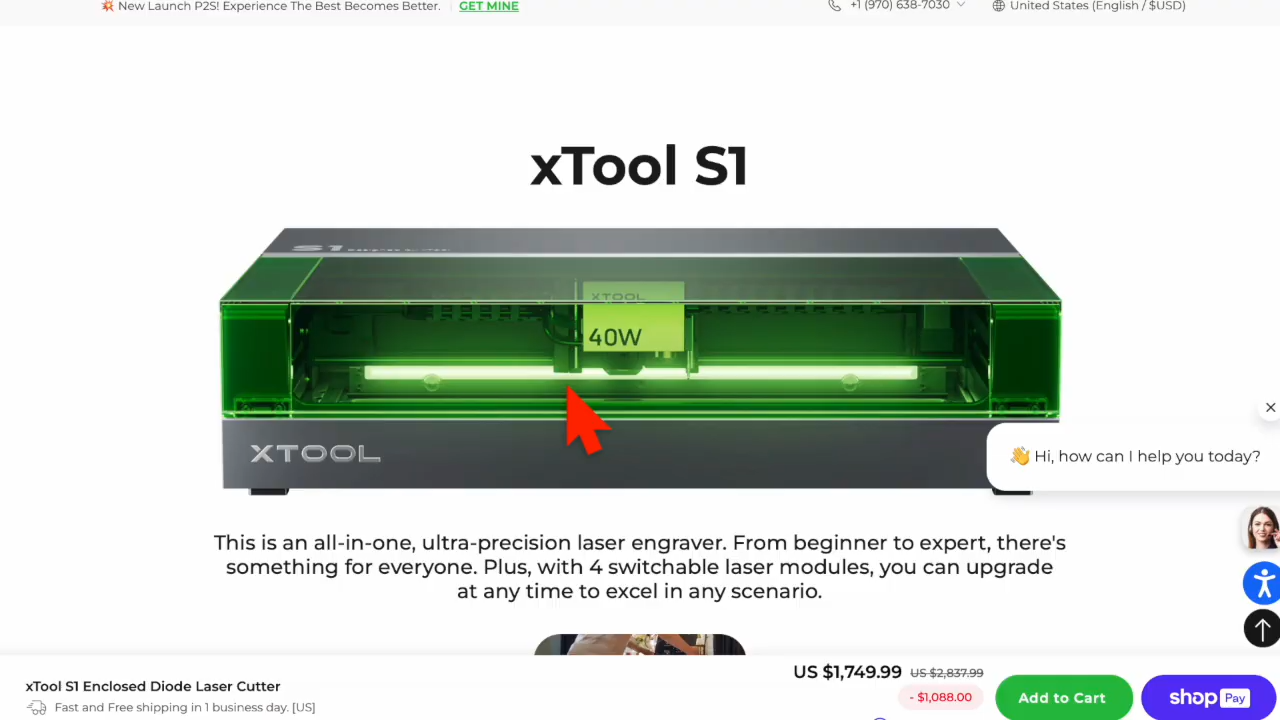 New Launch P2S! Experience The Best Becomes Better. GET MINE
+1 (970) 638-7030
United States (English / $USD)
xTool S1
S1
XTOOL
40W
XTOOL
Hi, how can I help you today?
This is an all-in-one, ultra-precision laser engraver. From beginner to expert, there's
something for everyone. Plus, with 4 switchable laser modules, you can upgrade
at any time to excel in any scenario.
xTool S1 Enclosed Diode Laser Cutter
Fast and Free shipping in 1 business day. [US]
US $1,749.99 US $2,837.99
- $1,088.00
Add to Cart
shop Pay